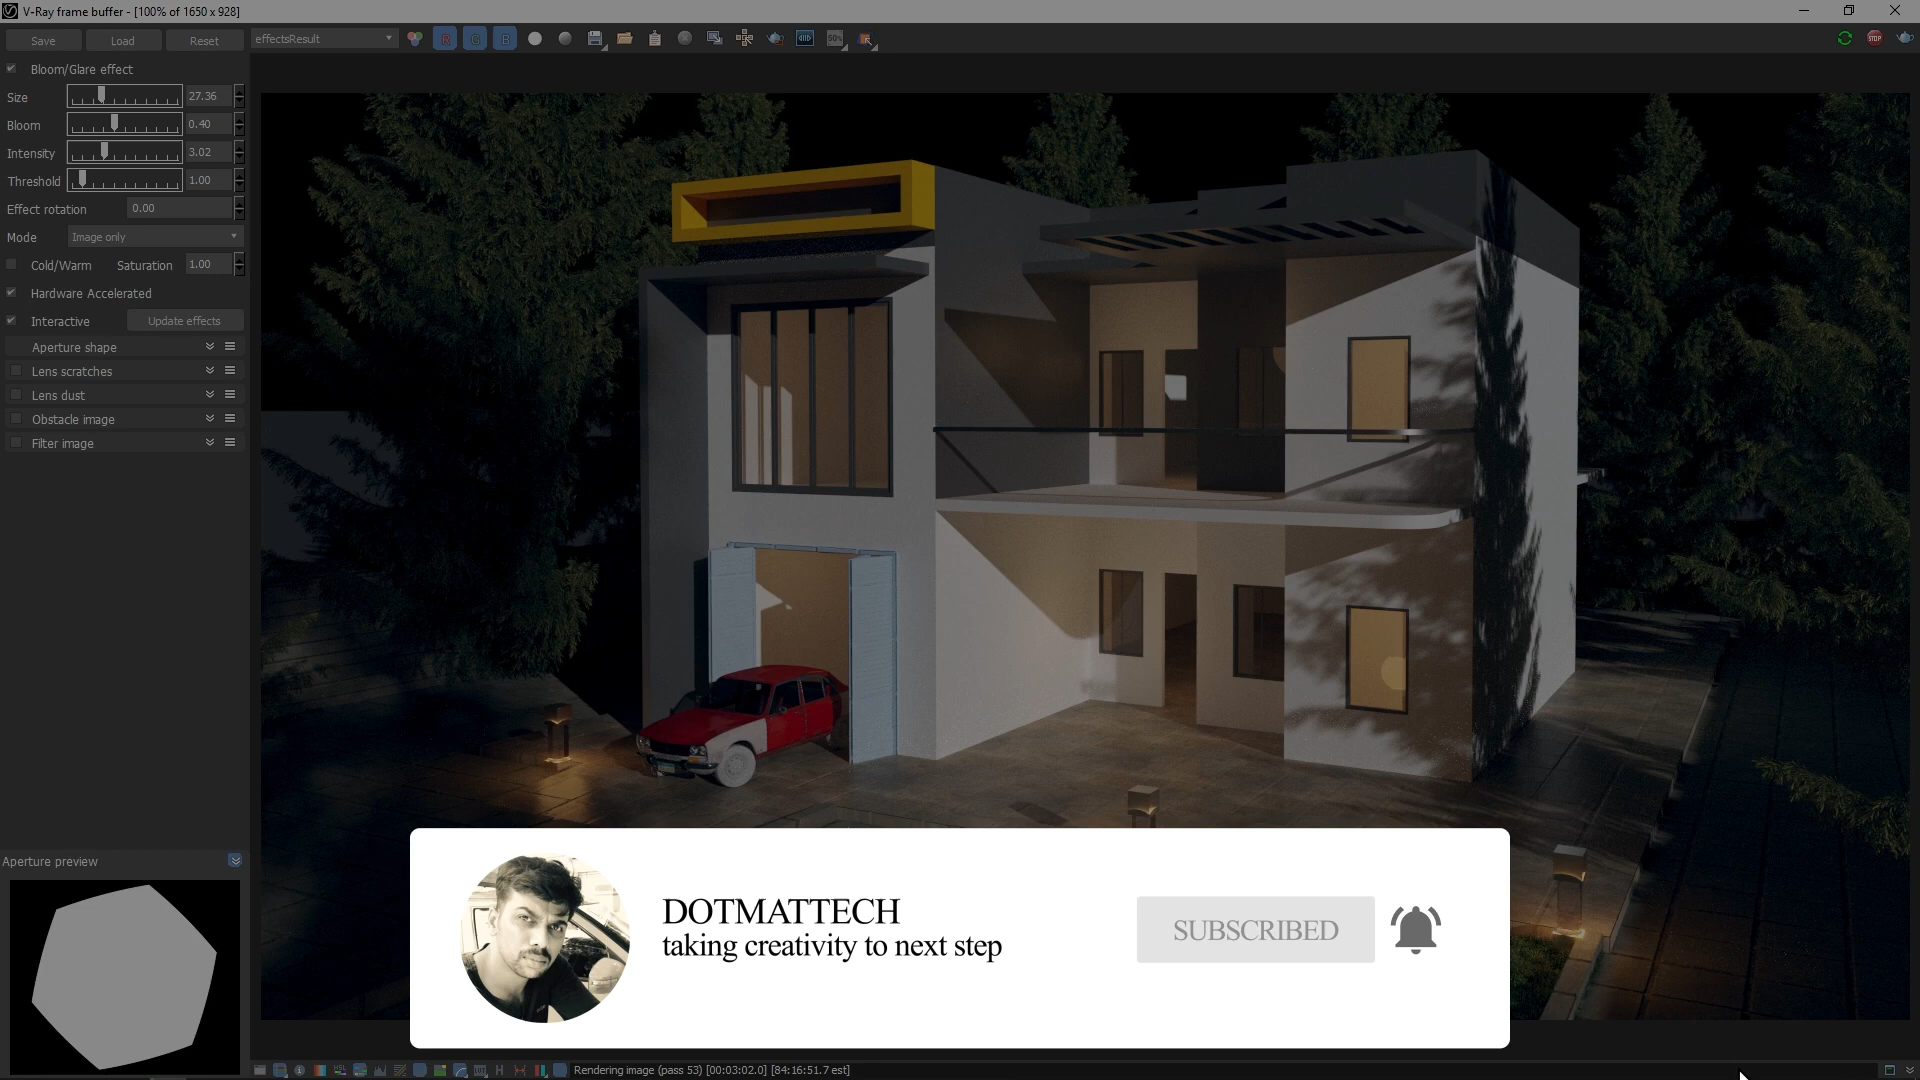 V-Ray frame buffer - [100% of 1650 x 928]
Save Load Reset effectsResult R G B 50% STOP
Bloom/Glare effect
Size 27.36
Bloom 0.40
Intensity 3.02
Threshold 1.00
Effect rotation 0.00
Mode Image only
Cold/Warm Saturation 1.00
Hardware Accelerated
Interactive Update effects
Aperture shape
Lens scratches
Lens dust
Obstacle image
Filter image
Aperture preview
DOTMATTECH
taking creativity to next step
SUBSCRIBED
Rendering image (pass 53) [00:03:02.0] [84:16:51.7 est]